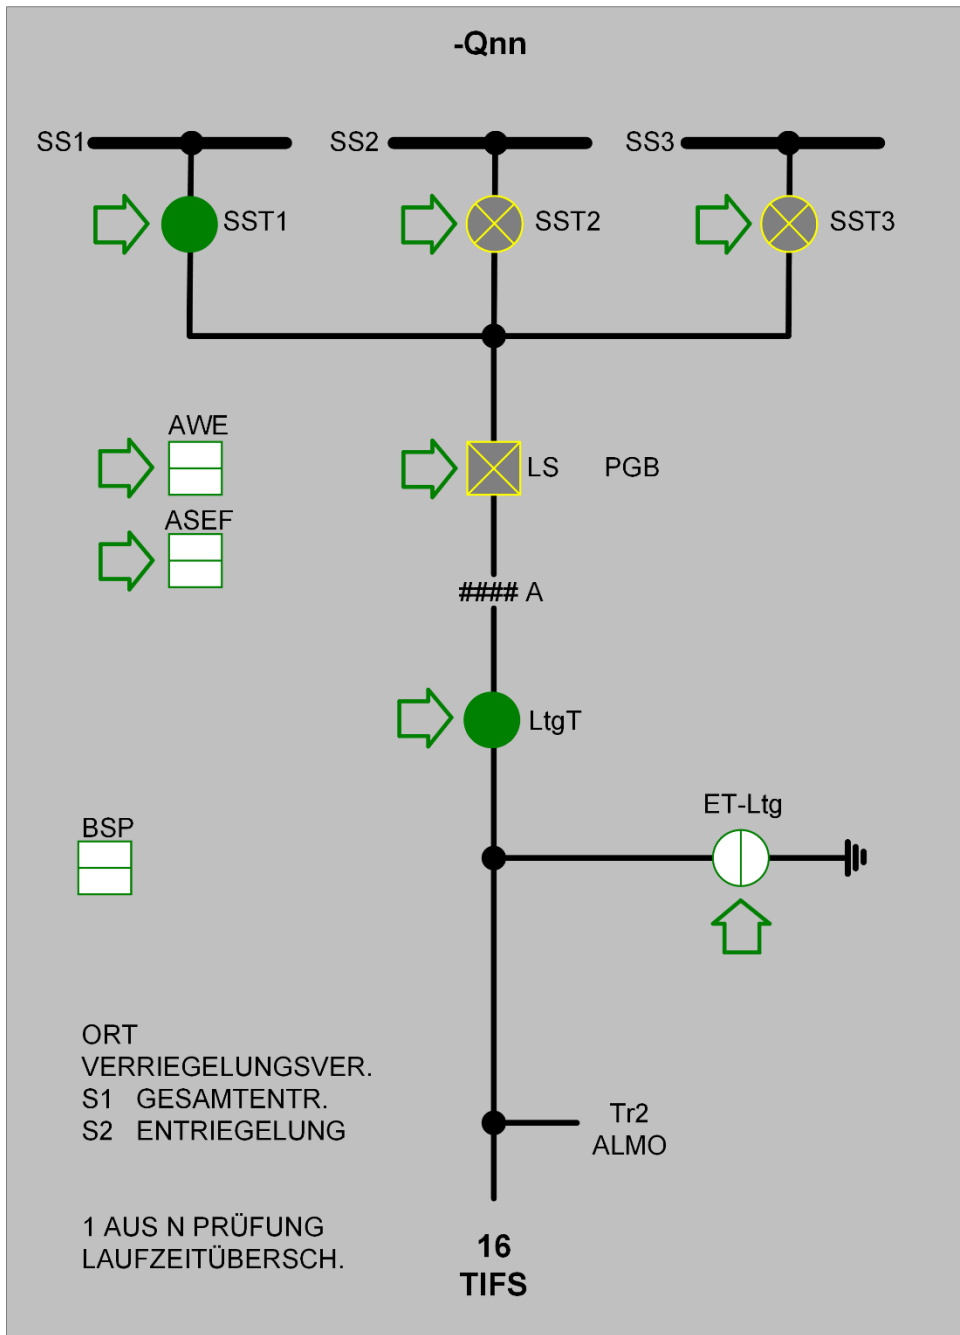 -Qnn
SS1
SS2
SS3
SST1
SST2
SST3
AWE
LS
PGB
ASEF
#### A
LtgT
ET-Ltg
BSP
ORT
VERRIEGELUNGSVER.
S1 GESAMTENTR.
S2 ENTRIEGELUNG
Tr2
ALMO
1 AUS N PRÜFUNG
LAUFZEITÜBERSCH.
16
TIFS